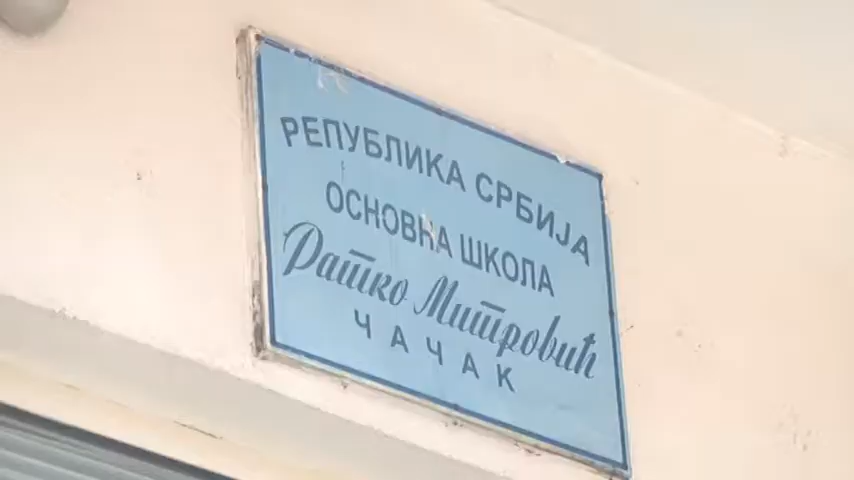 РЕПУБЛИКА СРБИЈА
ОСНОВНА ШКОЛА
Ратко Митровић
ЧАЧАК